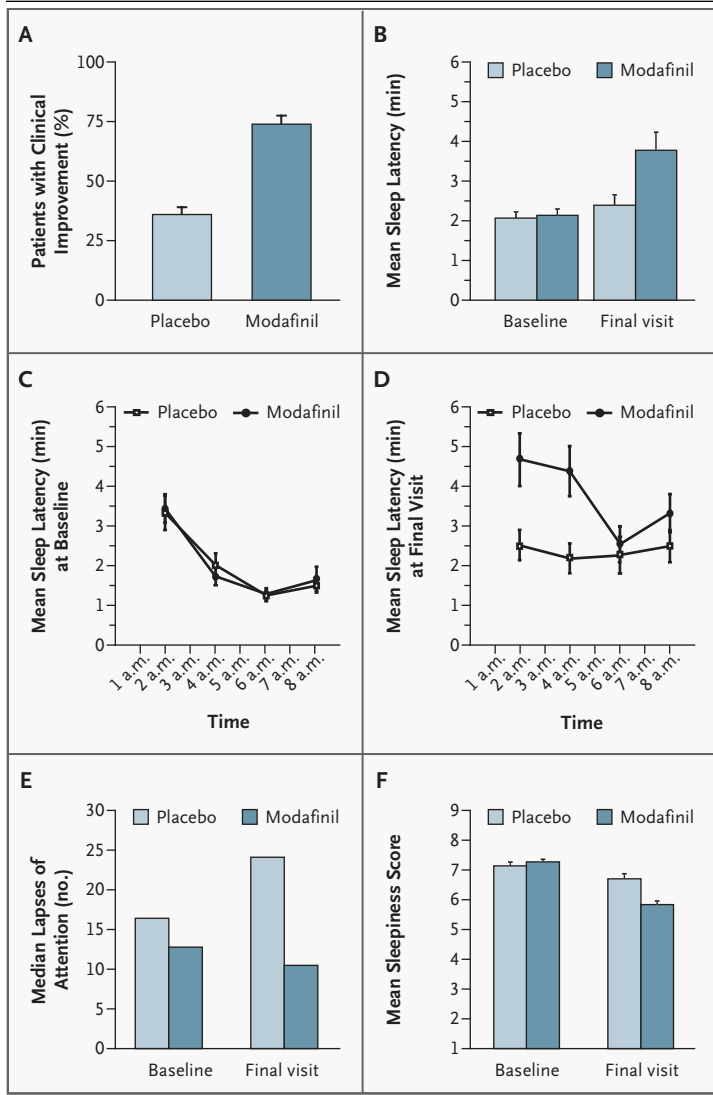 A
Patients with Clinical
Improvement (%)
100
75
50
25
0
Placebo
Modafinil
B
Mean Sleep Latency (min)
Placebo
Modafinil
6
5
4
3
2
1
0
Baseline
Final visit
C
Mean Sleep Latency (min)
at Baseline
Placebo
Modafinil
6
5
4
3
2
1
0
1 a.m.
2 a.m.
3 a.m.
4 a.m.
5 a.m.
6 a.m.
7 a.m.
8 a.m.
Time
D
Mean Sleep Latency (min)
at Final Visit
Placebo
Modafinil
6
5
4
3
2
1
0
1 a.m.
2 a.m.
3 a.m.
4 a.m.
5 a.m.
6 a.m.
7 a.m.
8 a.m.
Time
E
Median Lapses of
Attention (no.)
Placebo
Modafinil
30
25
20
15
10
5
0
Baseline
Final visit
F
Mean Sleepiness Score
Placebo
Modafinil
9
8
7
6
5
4
3
2
1
Baseline
Final visit